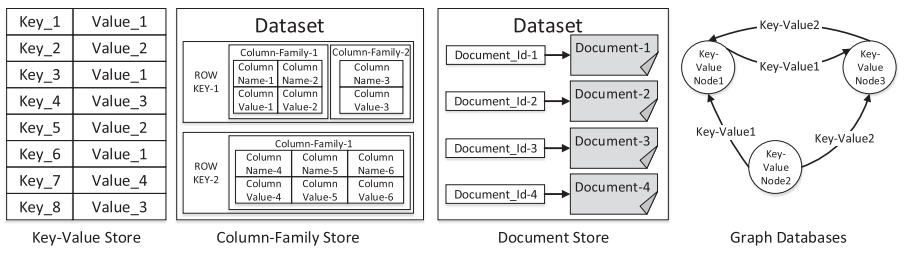 Key_1 Value_1
Key_2 Value_2
Key_3 Value_1
Key_4 Value_3
Key_5 Value_2
Key_6 Value_1
Key_7 Value_4
Key_8 Value_3
Key-Value Store
Dataset
ROW
KEY-1
Column-Family-1
Column
Name-1
Column
Name-2
Column
Value-1
Column
Value-2
Column-Family-2
Column
Name-3
Column
Value-3
ROW
KEY-2
Column-Family-1
Column
Name-4
Column
Name-5
Column
Name-6
Column
Value-4
Column
Value-5
Column
Value-6
Column-Family Store
Dataset
Document_Id-1 Document-1
Document_Id-2 Document-2
Document_Id-3 Document-3
Document_Id-4 Document-4
Document Store
Key-Value2
Key-
Value
Node1
Key-Value1
Key-
Value
Node3
Key-Value1
Key-Value2
Key-
Value
Node2
Graph Databases